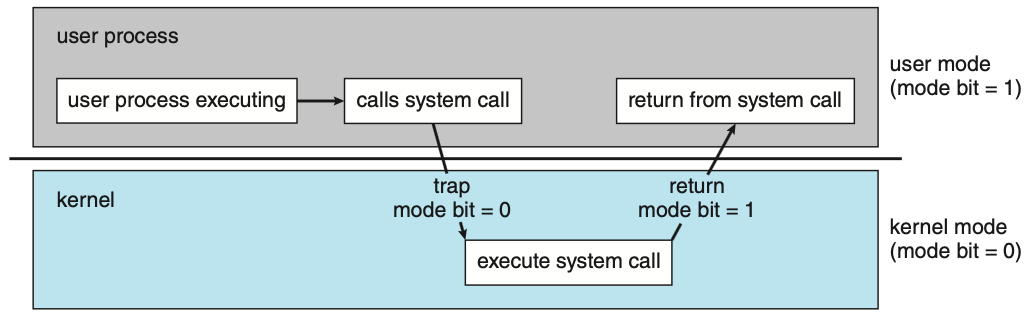 user process
user process executing
calls system call
return from system call
user mode
(mode bit = 1)
kernel
trap
mode bit = 0
return
mode bit = 1
execute system call
kernel mode
(mode bit = 0)